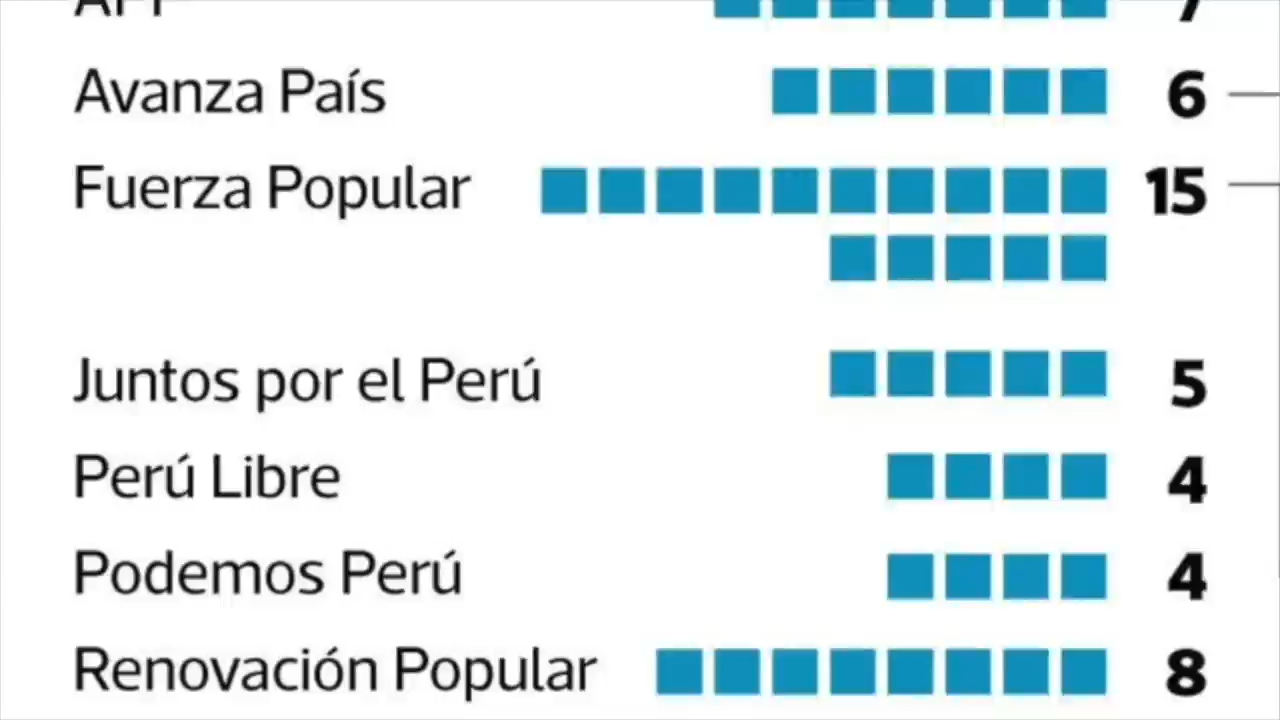 Avanza País 6
Fuerza Popular 15
Juntos por el Perú 5
Perú Libre 4
Podemos Perú 4
Renovación Popular 8